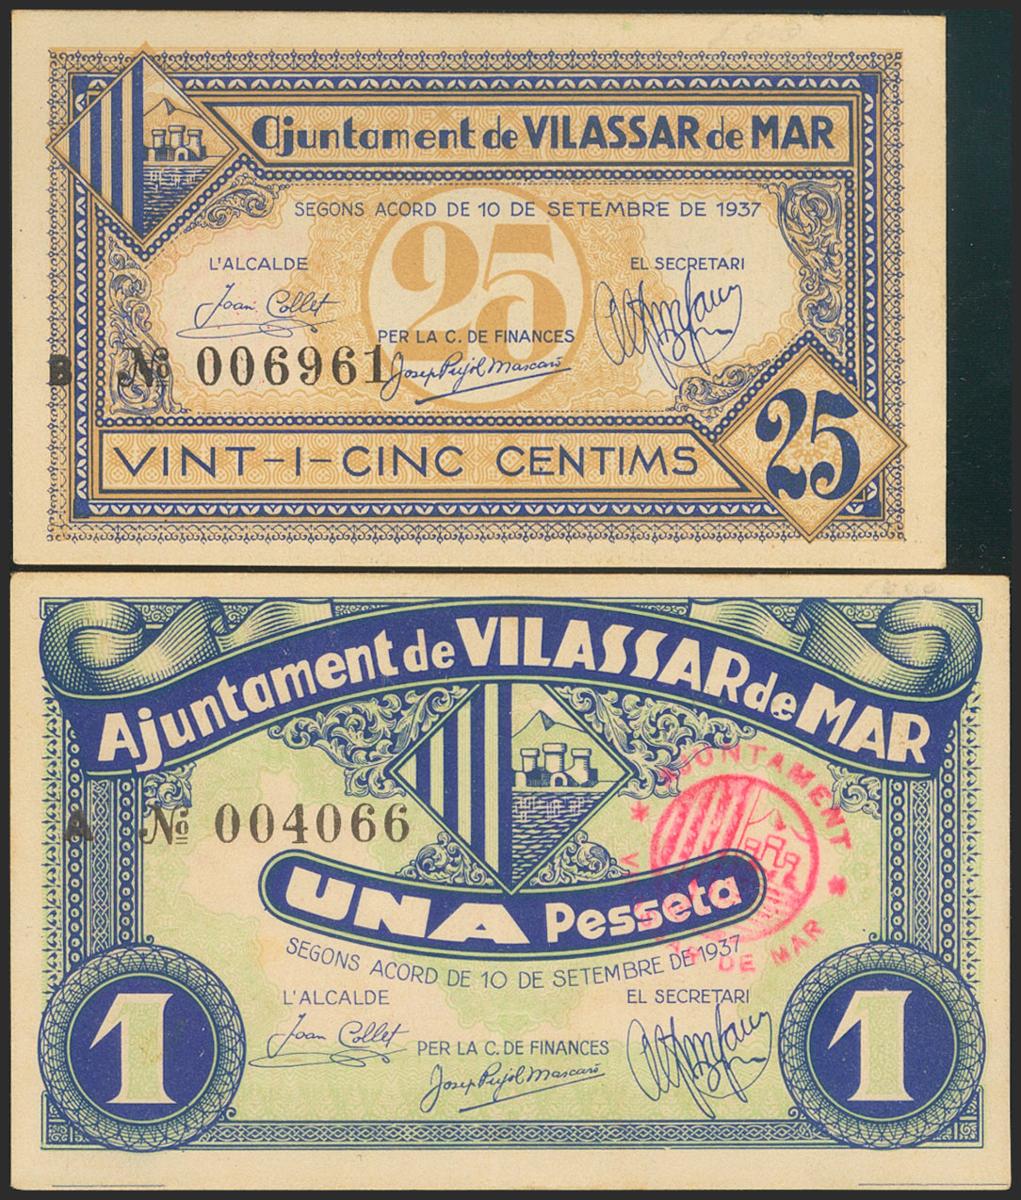 Ajuntament de VILASSAR de MAR
SEGONS ACORD DE 10 DE SETEMBRE DE 1937
25
L'ALCALDE
EL SECRETARI
Joan Collet
PER LA C. DE FINANCES
B № 006961
Josep Pujol Mascaró
VINT-I-CINC CENTIMS
25
Ajuntament de VILASSAR de MAR
A № 004066
AJUNTAMENT
DE MAR
UNA Pesseta
SEGONS ACORD DE 10 DE SETEMBRE DE 1937
L'ALCALDE
EL SECRETARI
Joan Collet
PER LA C. DE FINANCES
Josep Pujol Mascaró
1
1